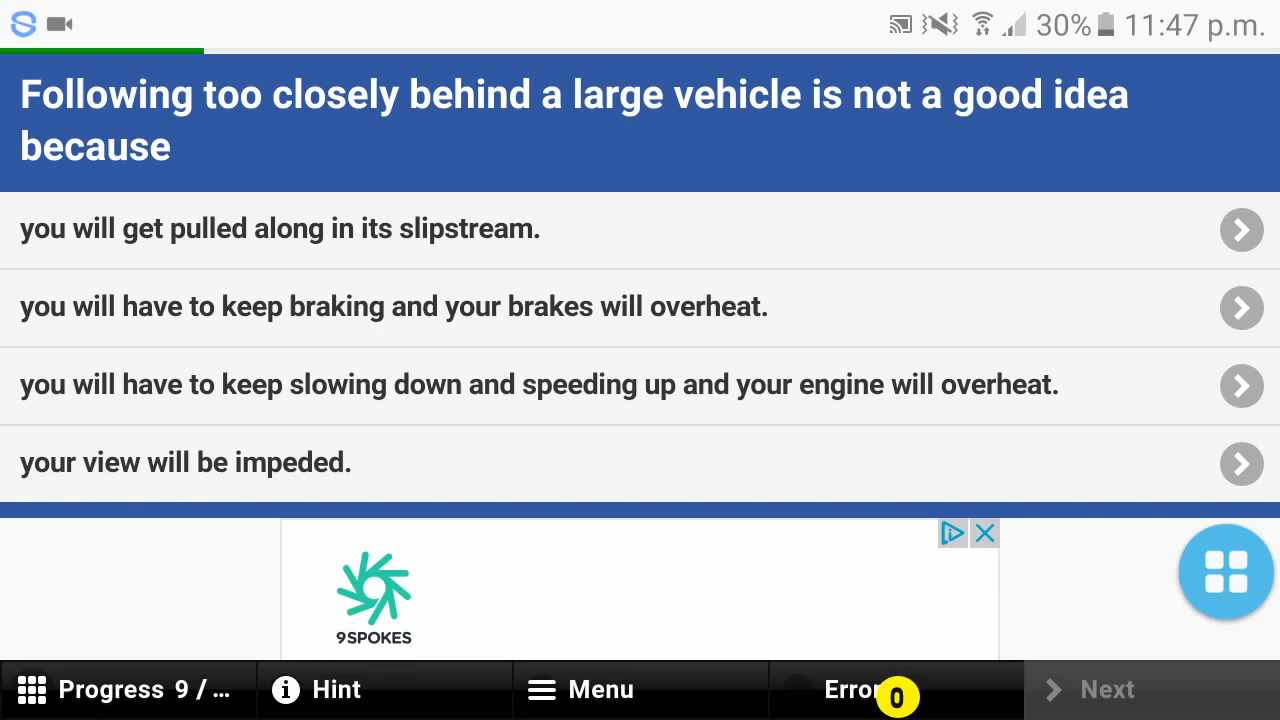 30% 11:47 p.m.
Following too closely behind a large vehicle is not a good idea
because
you will get pulled along in its slipstream.
you will have to keep braking and your brakes will overheat.
you will have to keep slowing down and speeding up and your engine will overheat.
your view will be impeded.
9SPOKES
Progress 9 / ...
Hint
Menu
Error
0
Next